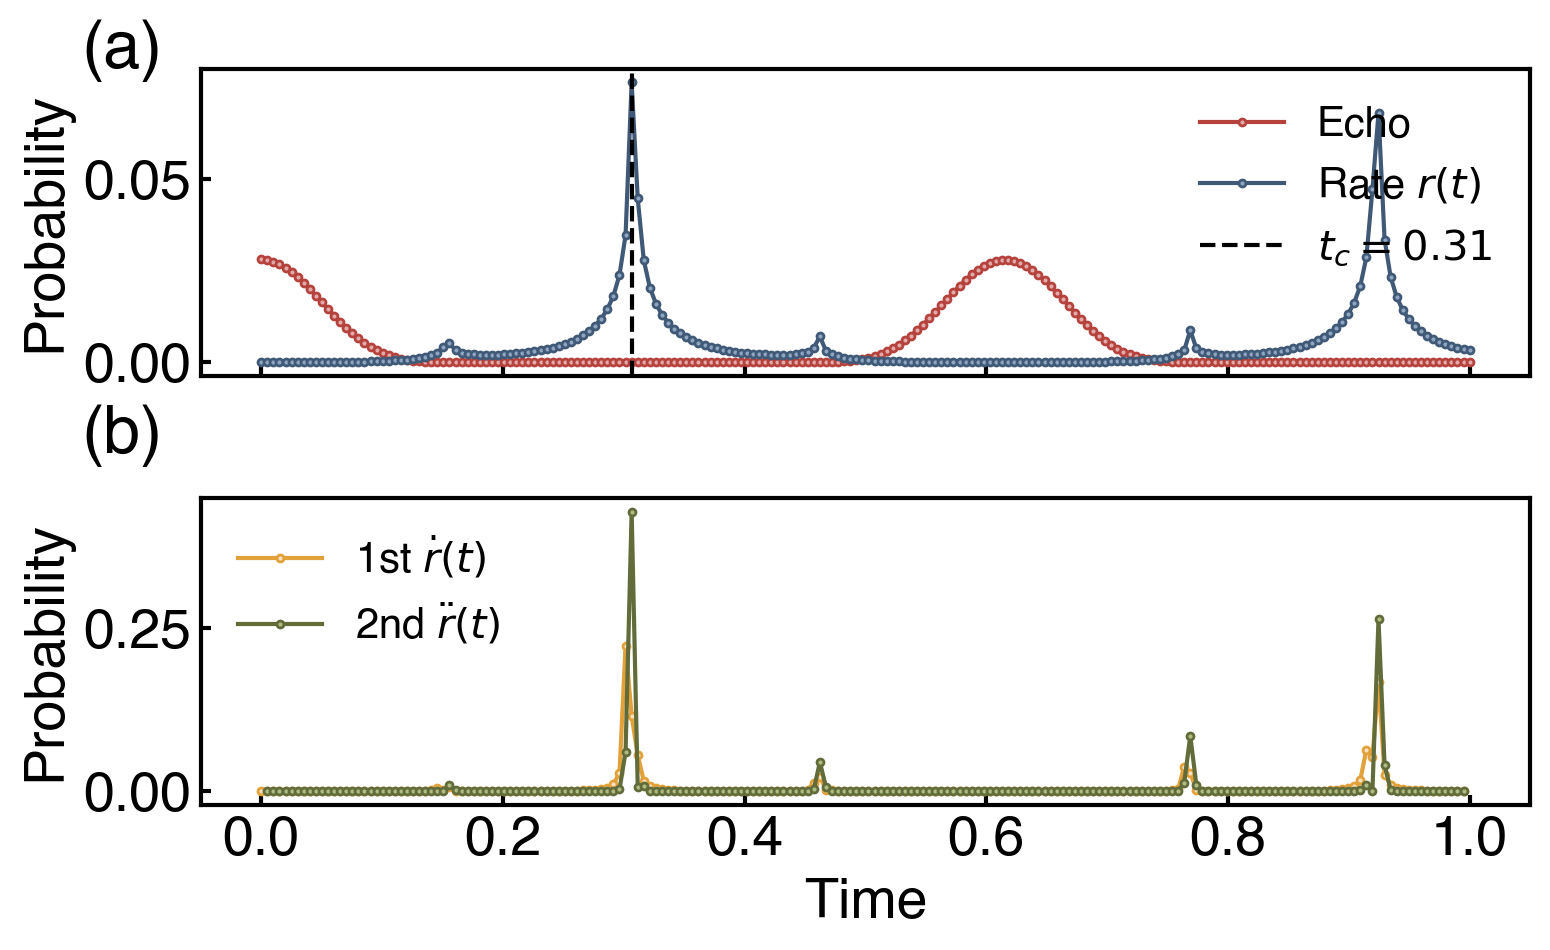 (a)
Probability
0.05
0.00
Echo
Rate r(t)
t_c = 0.31
(b)
Probability
0.25
0.00
1st ṙ(t)
2nd r̈(t)
0.0 0.2 0.4 0.6 0.8 1.0
Time